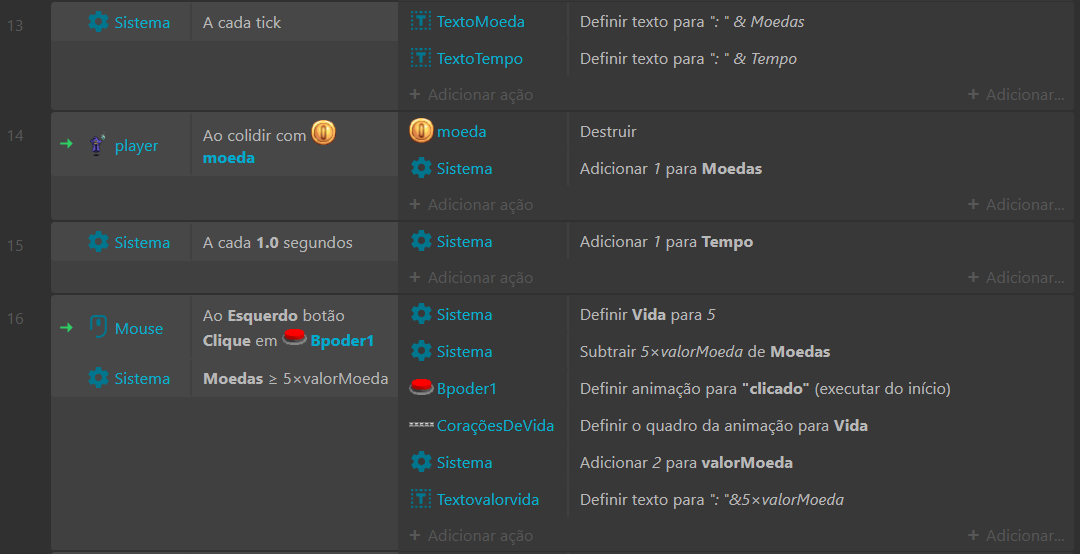 13 Sistema A cada tick TextoMoeda Definir texto para ": " & Moedas
TextoTempo Definir texto para ": " & Tempo
+ Adicionar ação + Adicionar...
14 player Ao colidir com moeda Destruir
moeda Sistema Adicionar 1 para Moedas
+ Adicionar ação + Adicionar...
15 Sistema A cada 1.0 segundos Sistema Adicionar 1 para Tempo
+ Adicionar ação + Adicionar...
16 Mouse Ao Esquerdo botão Sistema Definir Vida para 5
Clique em Bpoder1 Sistema Subtrair 5×valorMoeda de Moedas
Sistema Moedas ≥ 5×valorMoeda Bpoder1 Definir animação para "clicado" (executar do início)
CoraçõesDeVida Definir o quadro da animação para Vida
Sistema Adicionar 2 para valorMoeda
Textovalorvida Definir texto para ": "&5×valorMoeda
+ Adicionar ação + Adicionar...